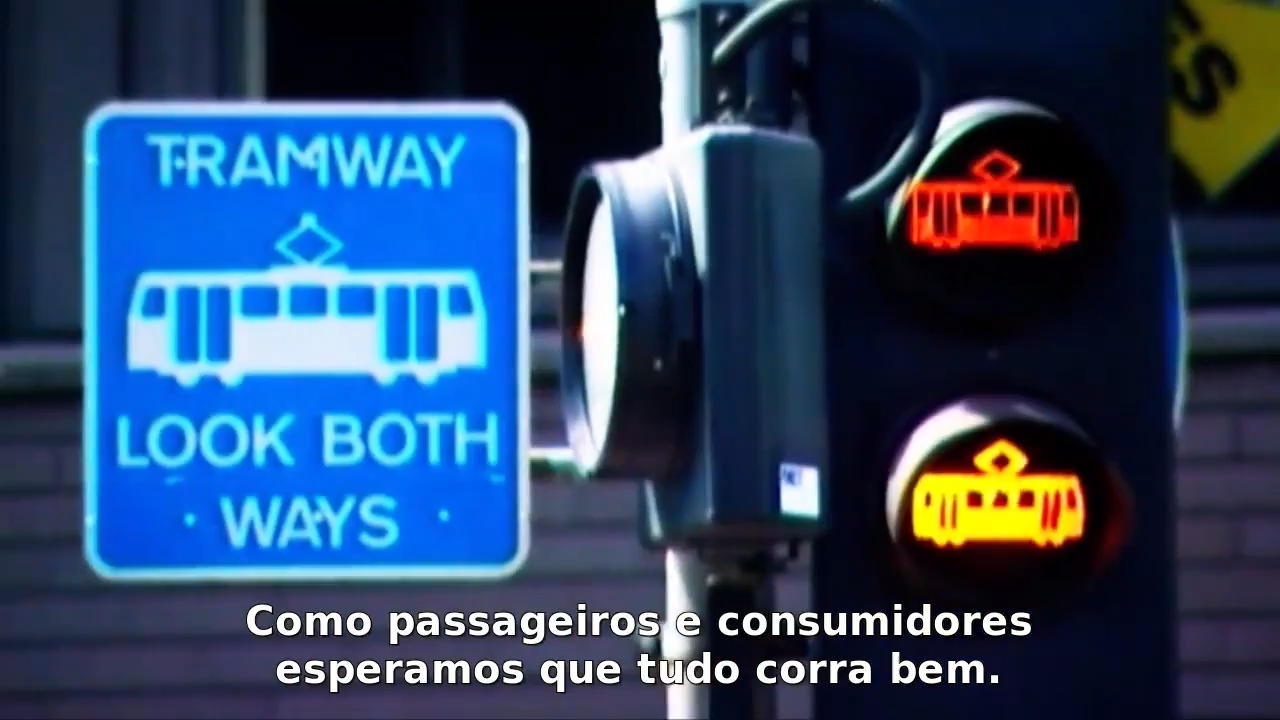 TRAMWAY
LOOK BOTH
WAYS
Como passageiros e consumidores
esperamos que tudo corra bem.